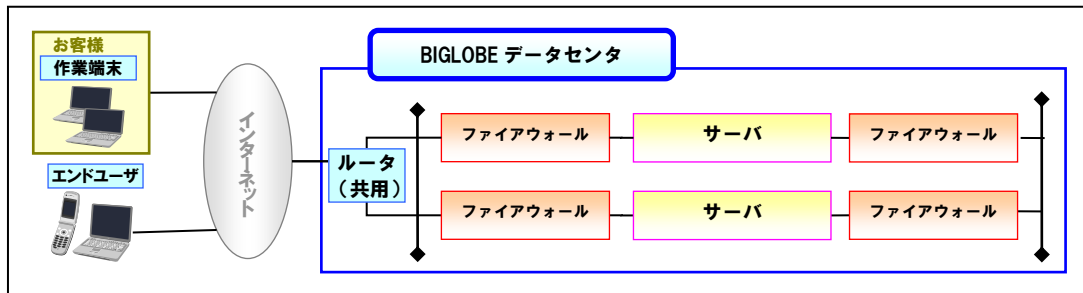 お客様
作業端末
エンドユーザ
インターネット
BIGLOBE データセンタ
ルータ
（共用）
ファイアウォール
サーバ
ファイアウォール
ファイアウォール
サーバ
ファイアウォール